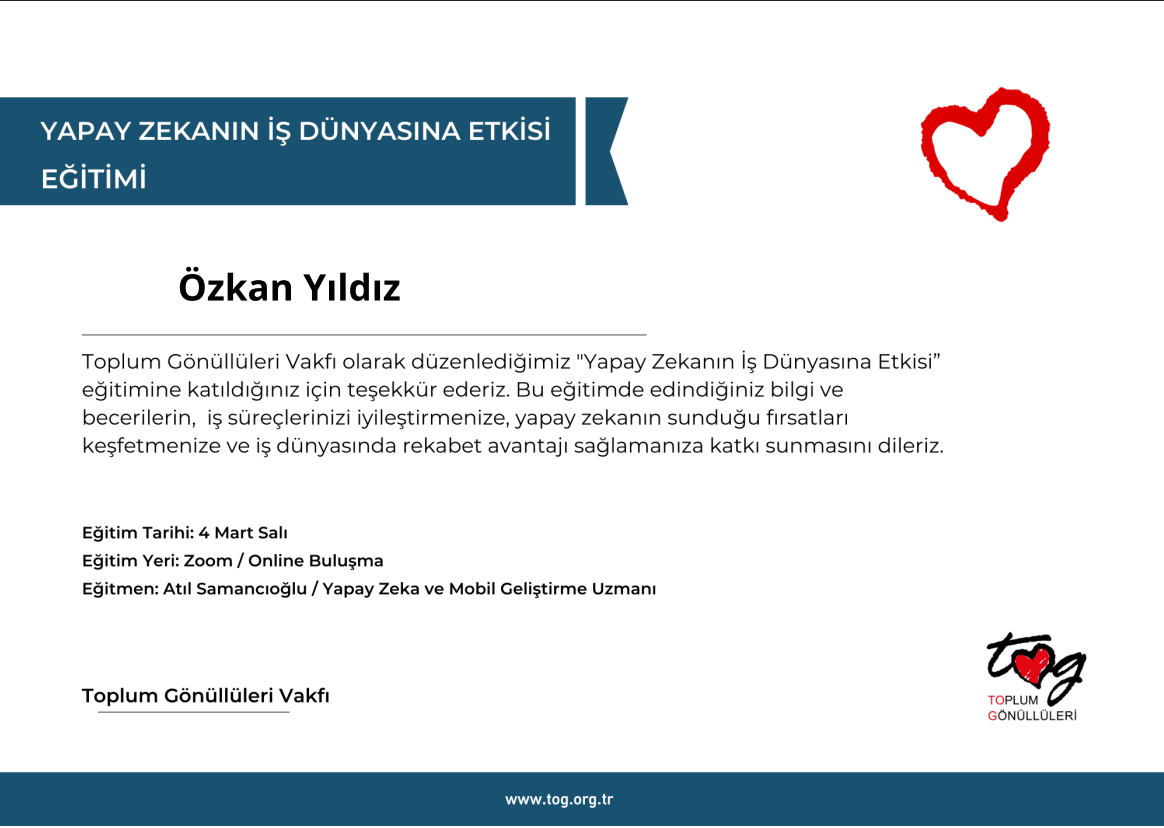 YAPAY ZEKANIN İŞ DÜNYASINA ETKİSİ
EĞİTİMİ
Özkan Yıldız
Toplum Gönüllüleri Vakfı olarak düzenlediğimiz "Yapay Zekanın İş Dünyasına Etkisi”
eğitimine katıldığınız için teşekkür ederiz. Bu eğitimde edindiğiniz bilgi ve
becerilerin,  iş süreçlerinizi iyileştirmenize, yapay zekanın sunduğu fırsatları
keşfetmenize ve iş dünyasında rekabet avantajı sağlamanıza katkı sunmasını dileriz.
Eğitim Tarihi: 4 Mart Salı
Eğitim Yeri: Zoom / Online Buluşma
Eğitmen: Atıl Samancıoğlu / Yapay Zeka ve Mobil Geliştirme Uzmanı
Toplum Gönüllüleri Vakfı
tog
TOPLUM
GÖNÜLLÜLERİ
www.tog.org.tr